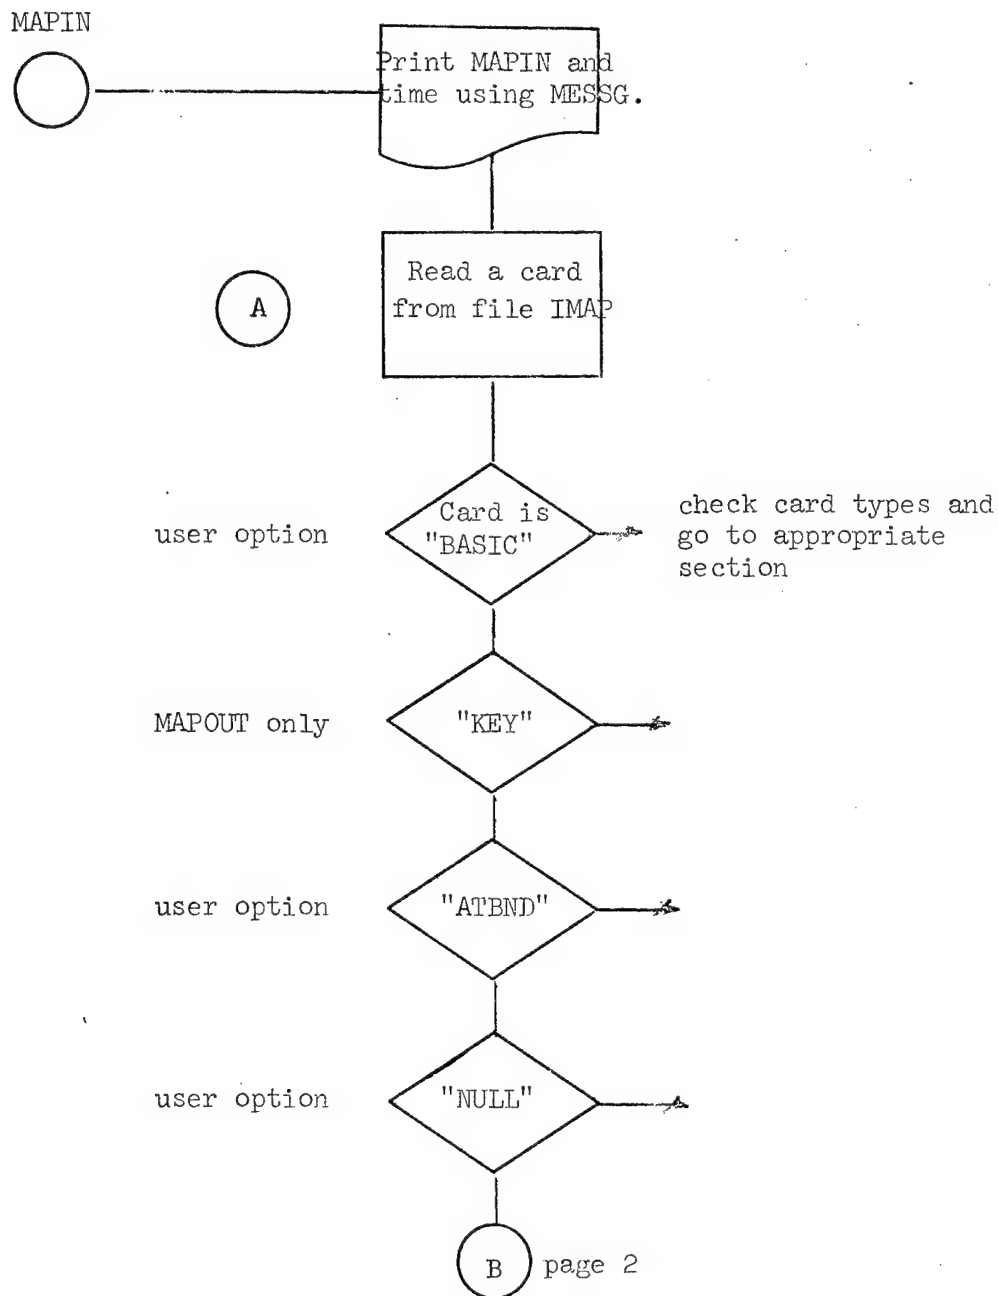 MAPIN
Print MAPIN and
time using MESSG.
Read a card
from file IMAP
A
Card is
"BASIC"
user option
check card types and
go to appropriate
section
MAPOUT only
"KEY"
user option
"ATBND"
user option
"NULL"
B
page 2